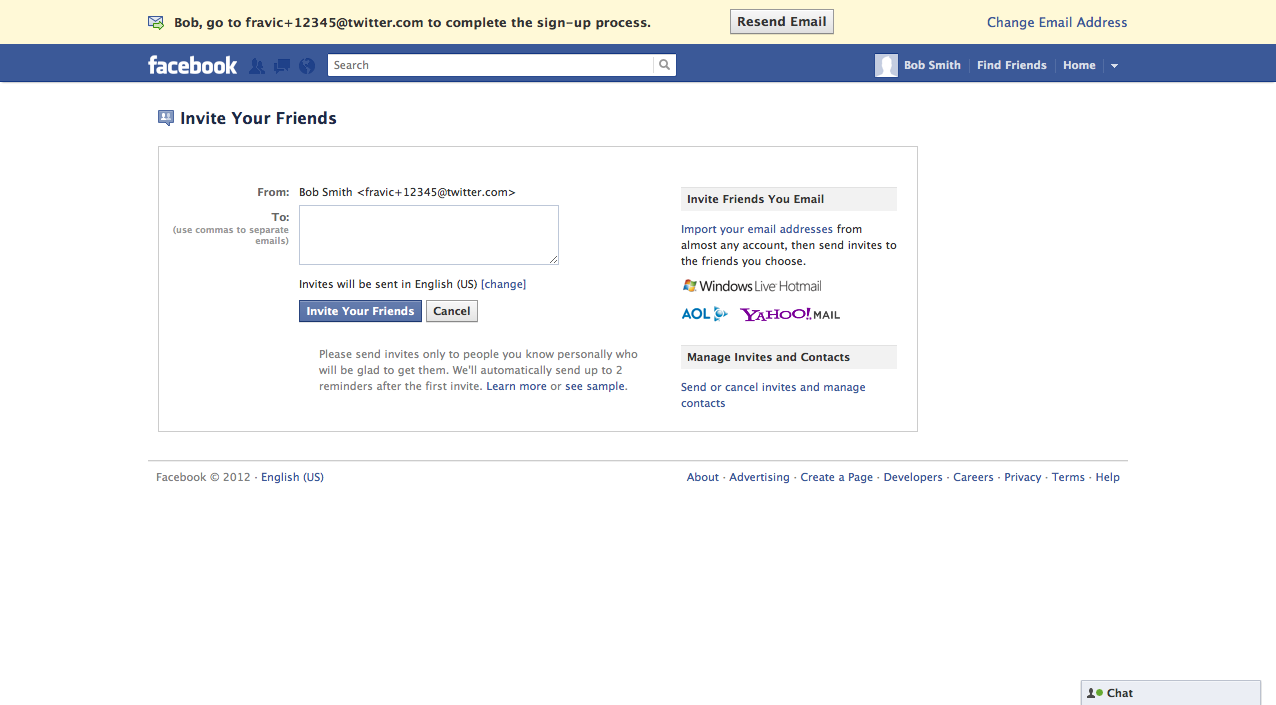 Bob, go to fravic+12345@twitter.com to complete the sign-up process.
Resend Email
Change Email Address
facebook
Search
Bob Smith
Find Friends
Home
Invite Your Friends
From:
Bob Smith <fravic+12345@twitter.com>
To:
(use commas to separate
emails)
Invites will be sent in English (US) [change]
Invite Your Friends
Cancel
Please send invites only to people you know personally who
will be glad to get them. We'll automatically send up to 2
reminders after the first invite. Learn more or see sample.
Invite Friends You Email
Import your email addresses from
almost any account, then send invites to
the friends you choose.
Windows Live Hotmail
AOL YAHOO! MAIL
Manage Invites and Contacts
Send or cancel invites and manage
contacts
Facebook © 2012 · English (US)
About · Advertising · Create a Page · Developers · Careers · Privacy · Terms · Help
Chat